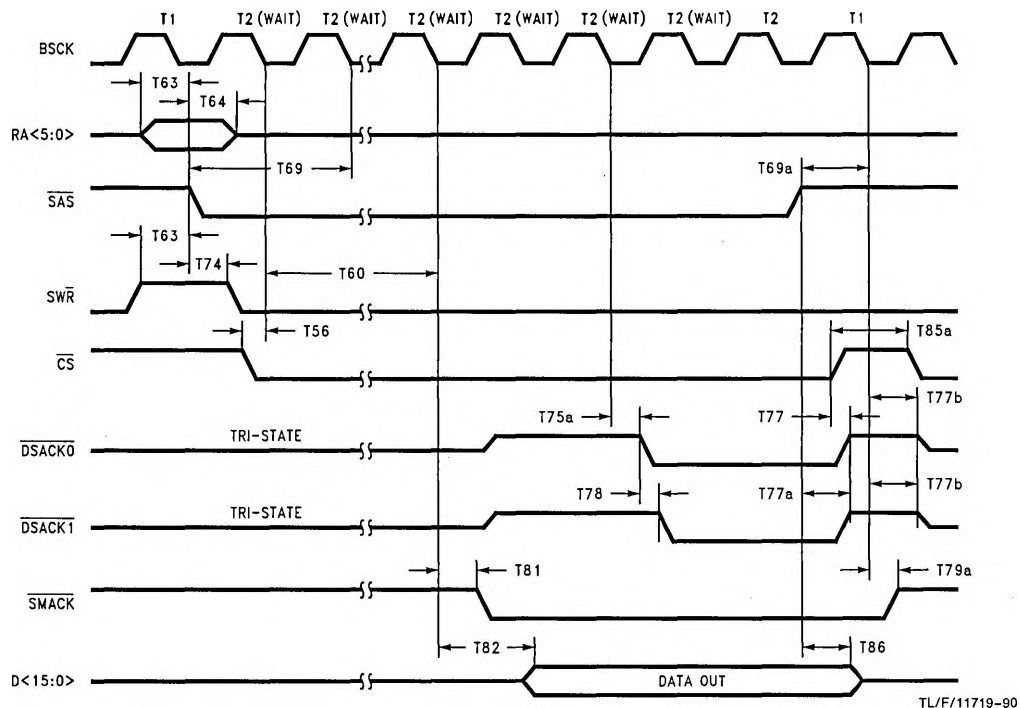 T1 T2 (WAIT) T2 (WAIT) T2 (WAIT) T2 (WAIT) T2 (WAIT) T2 (WAIT) T2 T1
BSCK
T63
T64
RA<5:0>
T69 T69a
SAS
T63
T74
T60
SWR
T56 T85a
CS
T77b
T75a T77
TRI-STATE
DSACK0
T77b
T78 T77a
TRI-STATE
DSACK1
T81 T79a
SMACK
T82 T86
D<15:0> DATA OUT
TL/F/11719-90